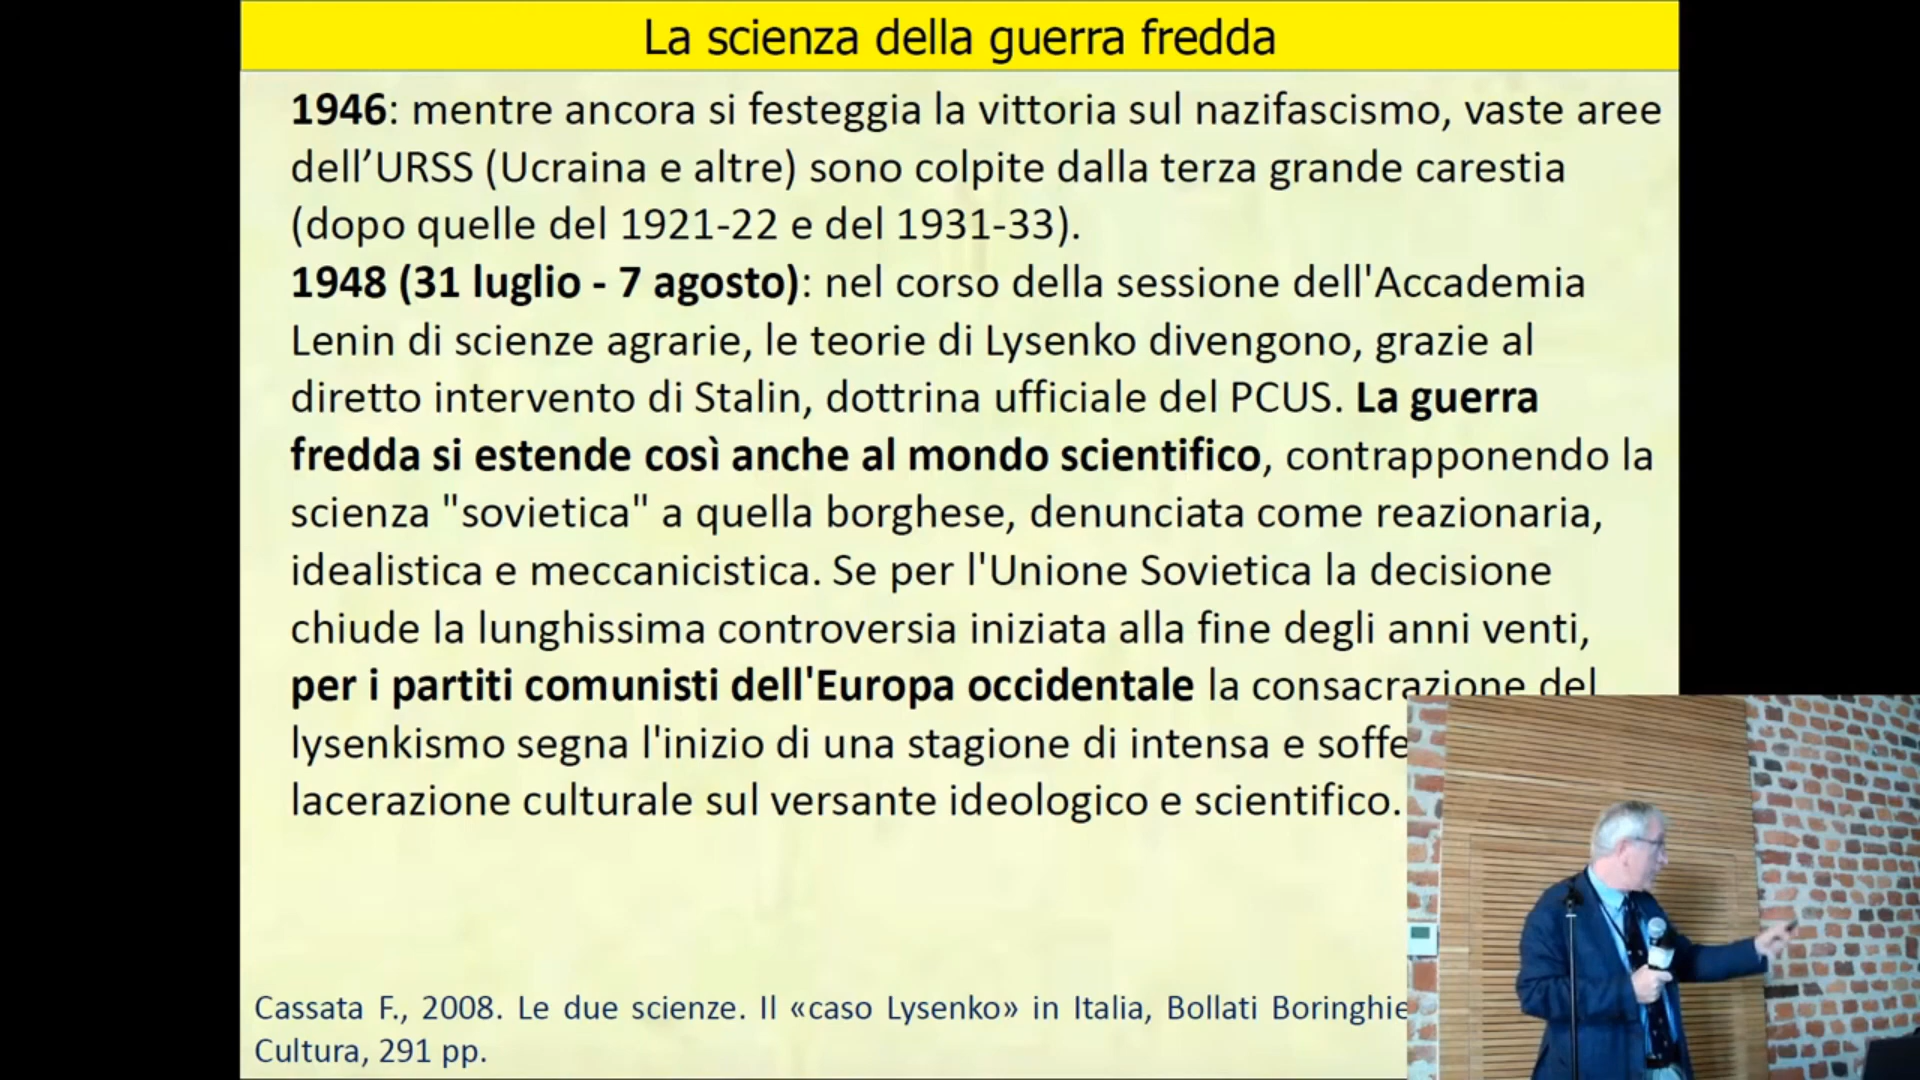 La scienza della guerra fredda
1946: mentre ancora si festeggia la vittoria sul nazifascismo, vaste aree
dell’URSS (Ucraina e altre) sono colpite dalla terza grande carestia
(dopo quelle del 1921-22 e del 1931-33).
1948 (31 luglio - 7 agosto): nel corso della sessione dell'Accademia
Lenin di scienze agrarie, le teorie di Lysenko divengono, grazie al
diretto intervento di Stalin, dottrina ufficiale del PCUS. La guerra
fredda si estende così anche al mondo scientifico, contrapponendo la
scienza "sovietica" a quella borghese, denunciata come reazionaria,
idealistica e meccanicistica. Se per l'Unione Sovietica la decisione
chiude la lunghissima controversia iniziata alla fine degli anni venti,
per i partiti comunisti dell'Europa occidentale la consacrazione del
lysenkismo segna l'inizio di una stagione di intensa e
lacerazione culturale sul versante ideologico e scientifico.
Cassata F., 2008. Le due scienze. Il «caso Lysenko» in Italia, Bollati
Cultura, 291 pp.